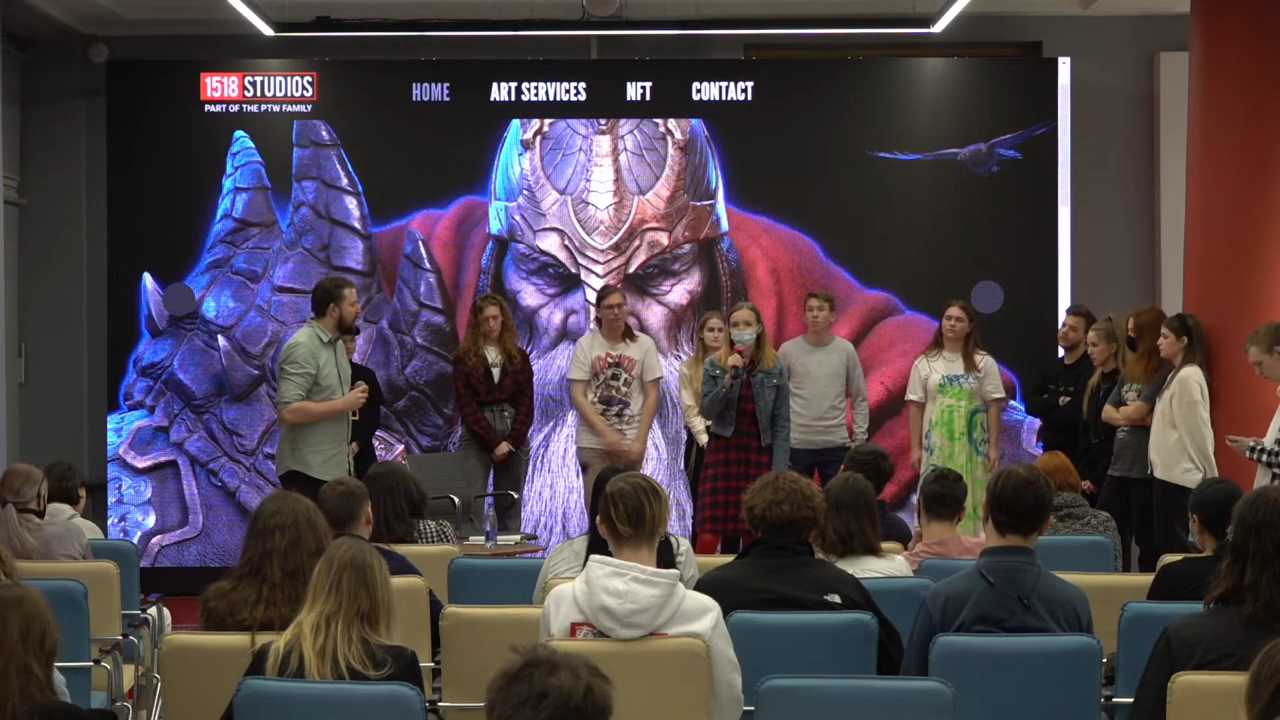 1518 STUDIOS
PART OF THE PTW FAMILY
HOME ART SERVICES NFT CONTACT